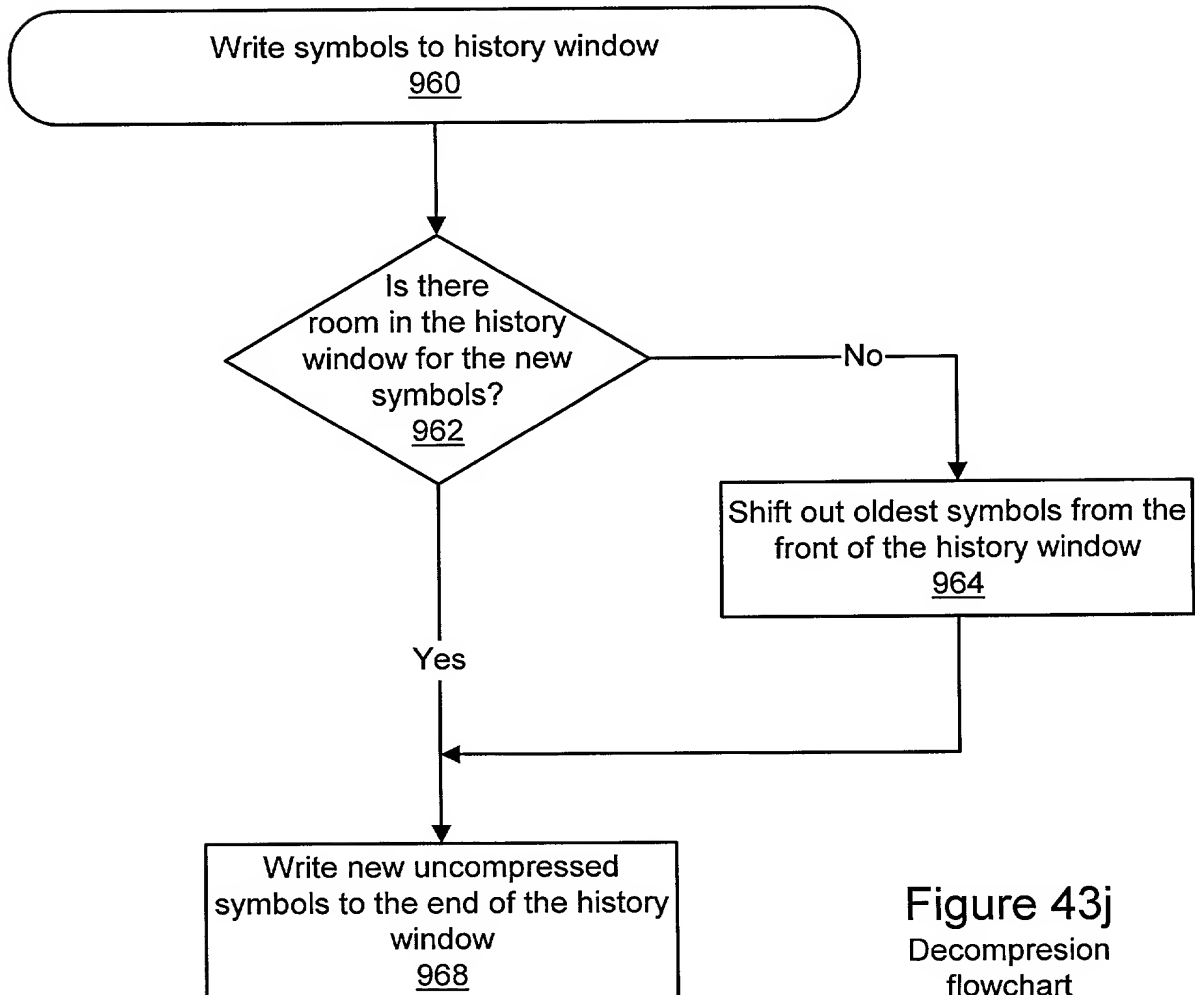 Write symbols to history window
960
Is there
room in the history
window for the new
symbols?
962
No
Shift out oldest symbols from the
front of the history window
964
Yes
Write new uncompressed
symbols to the end of the history
window
968
Figure 43j
Decompresion
flowchart